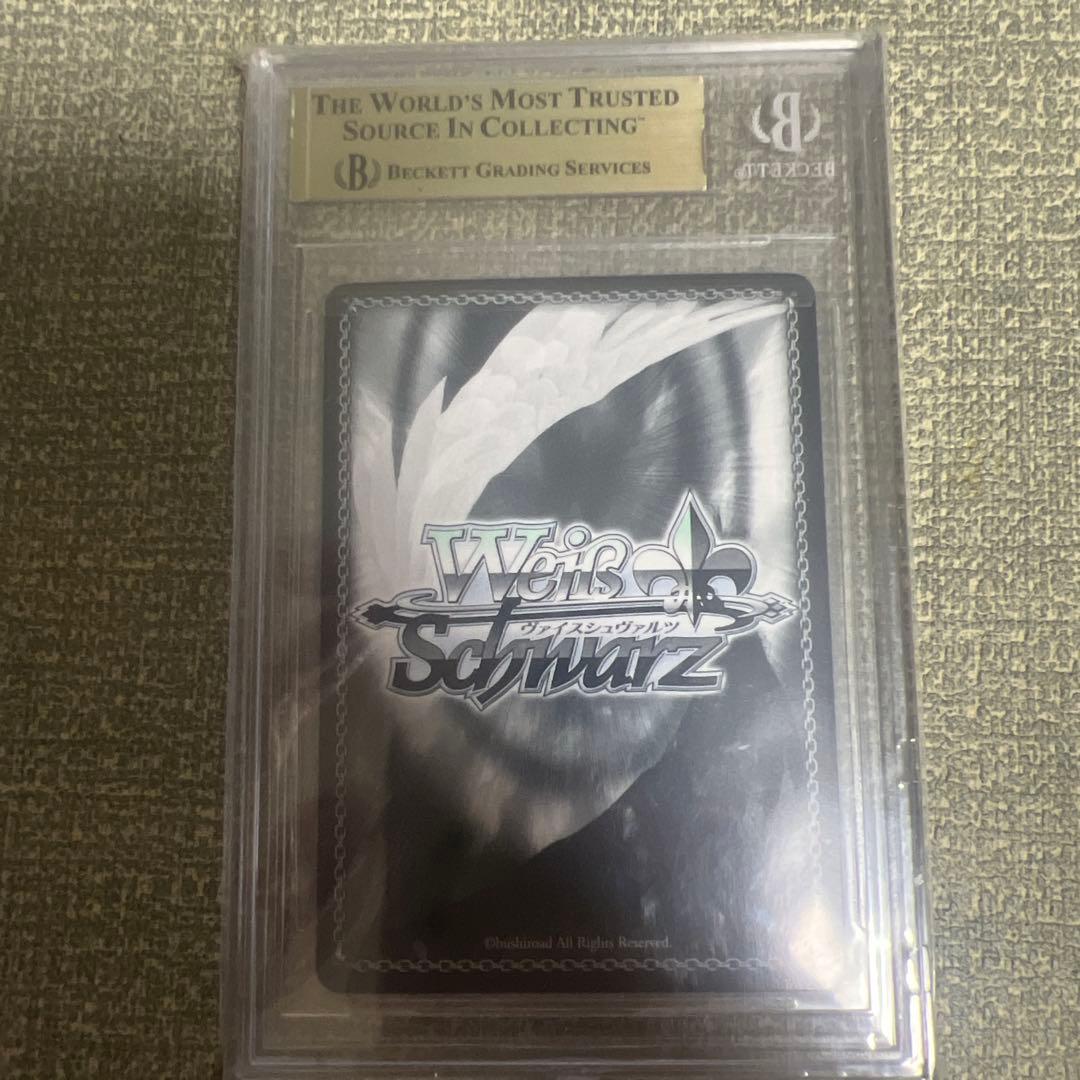 THE WORLD'S MOST TRUSTED
SOURCE IN COLLECTING™
B BECKETT GRADING SERVICES
B
BECKETT®
Weiß
ヴァイスシュヴァルツ
Schwarz
©bushiroad All Rights Reserved.